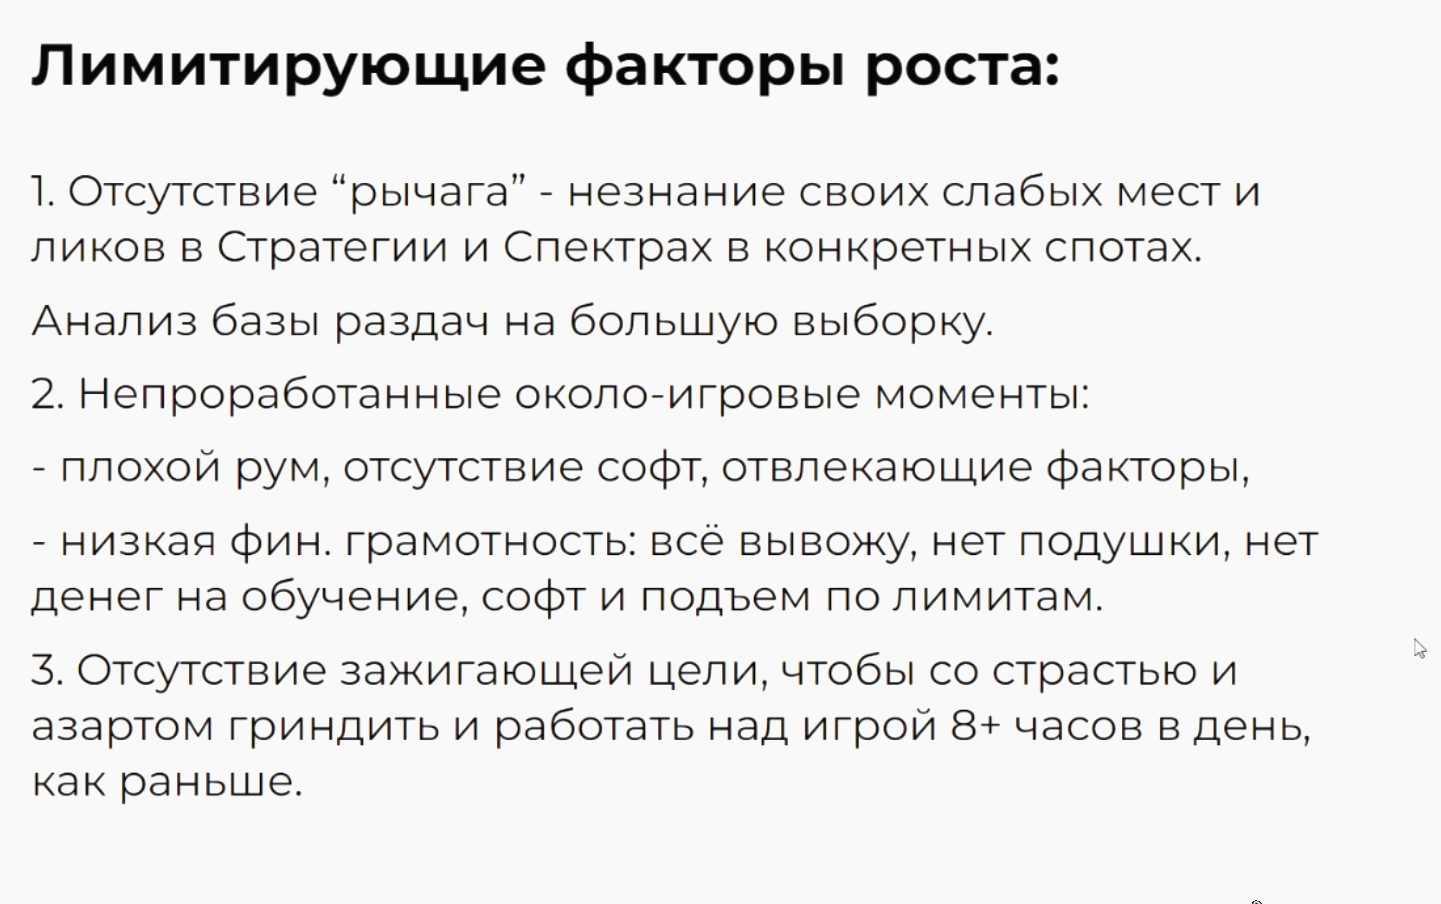 Лимитирующие факторы роста:
1. Отсутствие “рычага” - незнание своих слабых мест и
ликов в Стратегии и Спектрах в конкретных спотах.
Анализ базы раздач на большую выборку.
2. Непроработанные около-игровые моменты:
- плохой рум, отсутствие софт, отвлекающие факторы,
- низкая фин. грамотность: всё вывожу, нет подушки, нет
денег на обучение, софт и подъем по лимитам.
3. Отсутствие зажигающей цели, чтобы со страстью и
азартом гриндить и работать над игрой 8+ часов в день,
как раньше.